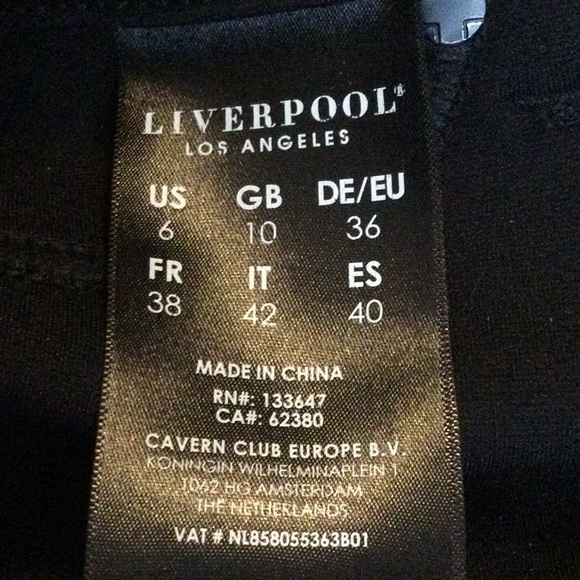 LIVERPOOL®
LOS ANGELES
US GB DE/EU
6 10 36
FR IT ES
38 42 40
MADE IN CHINA
RN#: 133647
CA#: 62380
CAVERN CLUB EUROPE B.V.
KONINGIN WILHELMINAPLEIN 1
1062 HG AMSTERDAM
THE NETHERLANDS
VAT # NL858055363B01